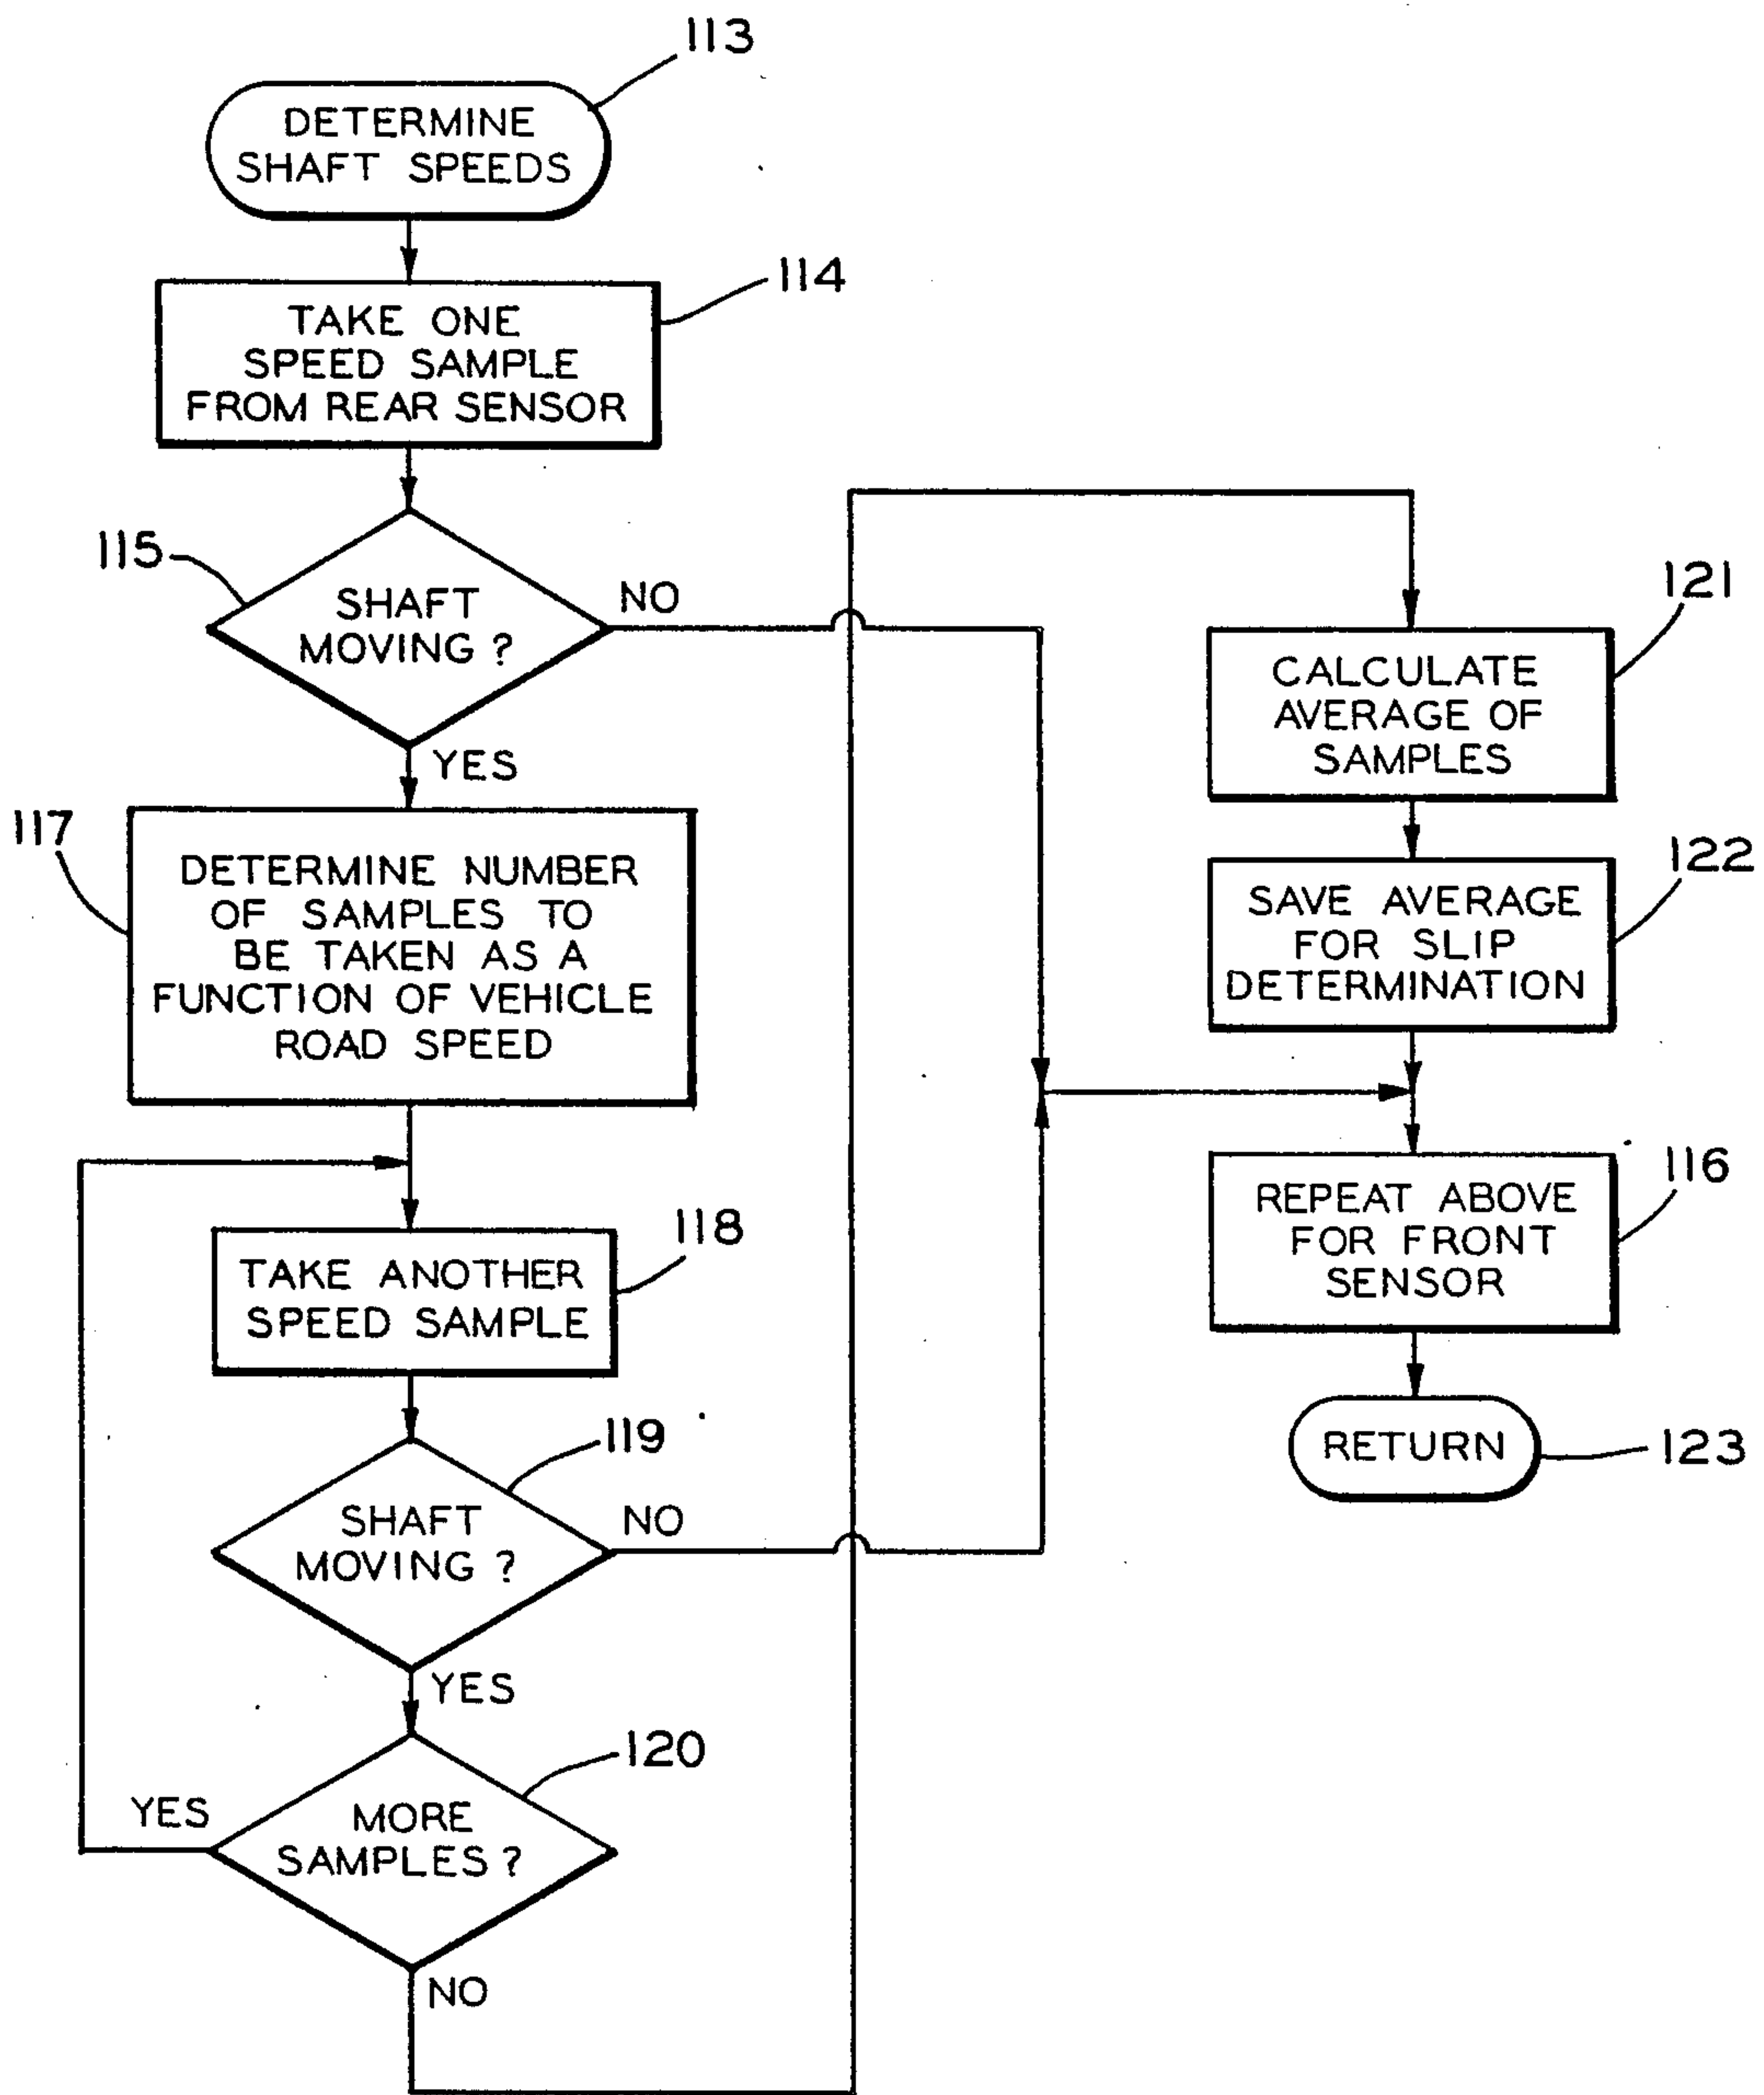 113
DETERMINE
SHAFT SPEEDS
114
TAKE ONE
SPEED SAMPLE
FROM REAR SENSOR
115
SHAFT
MOVING ?
NO
YES
117
DETERMINE NUMBER
OF SAMPLES TO
BE TAKEN AS A
FUNCTION OF VEHICLE
ROAD SPEED
118
TAKE ANOTHER
SPEED SAMPLE
119
SHAFT
MOVING ?
NO
YES
120
MORE
SAMPLES ?
YES
NO
121
CALCULATE
AVERAGE OF
SAMPLES
122
SAVE AVERAGE
FOR SLIP
DETERMINATION
116
REPEAT ABOVE
FOR FRONT
SENSOR
RETURN
123